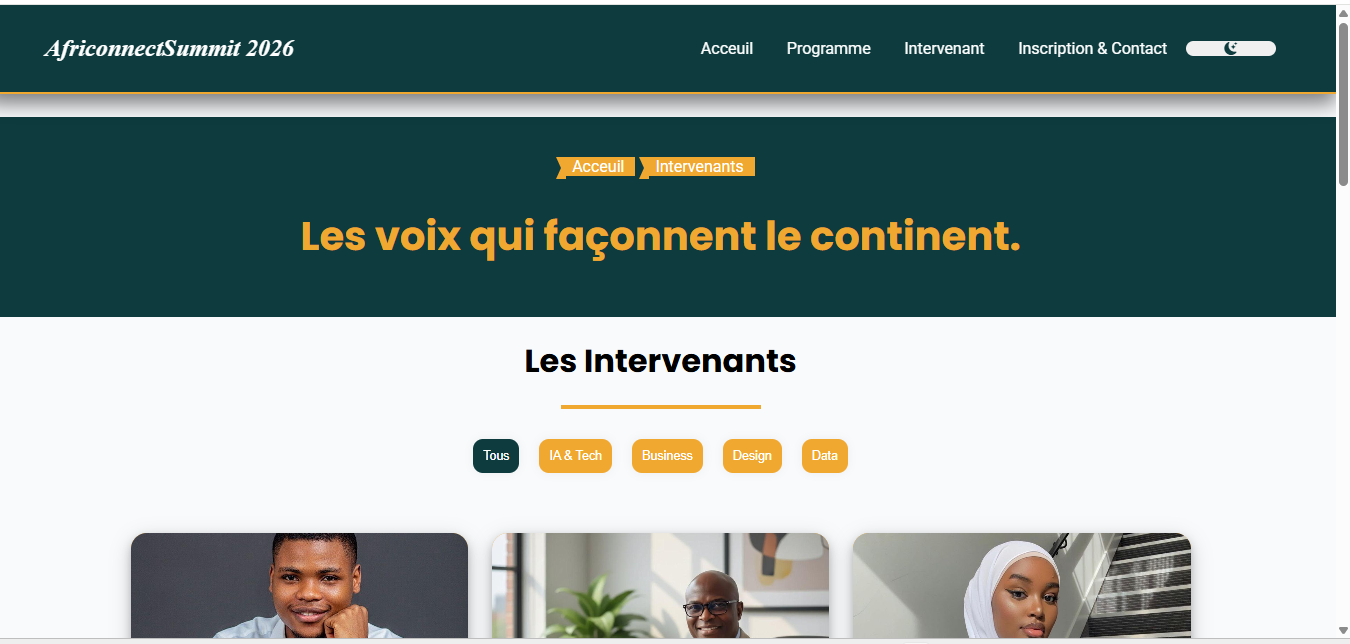 AfriconnectSummit 2026
Acceuil Programme Intervenant Inscription & Contact
Acceuil Intervenants
Les voix qui façonnent le continent.
Les Intervenants
Tous IA & Tech Business Design Data